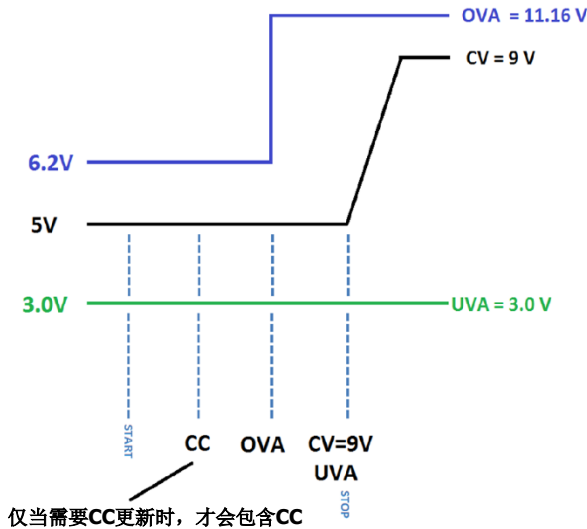 OVA = 11.16 V
CV = 9 V
6.2V
5V
3.0V
UVA = 3.0 V
START
CC
OVA
CV=9V
UVA
STOP
仅当需要CC更新时，才会包含CC